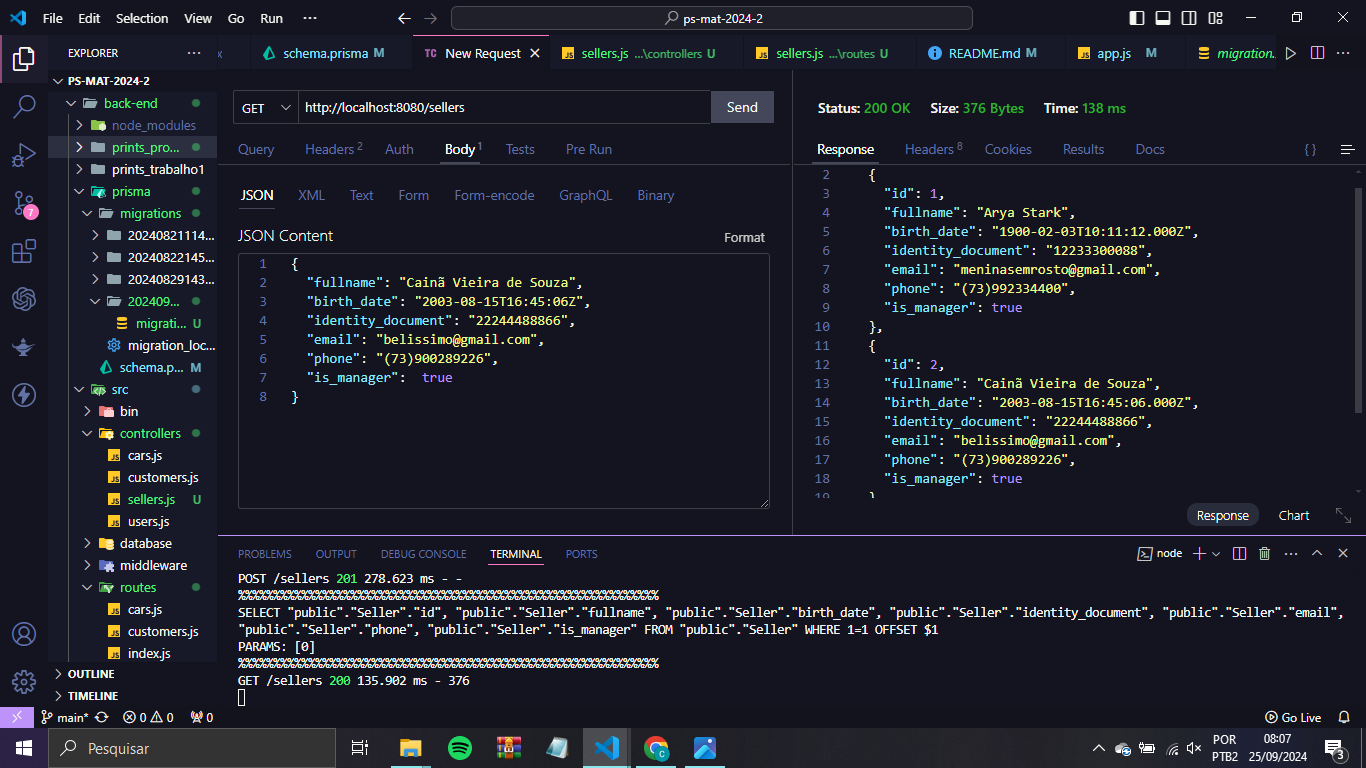 File Edit Selection View Go Run ··· ps-mat-2024-2
EXPLORER ···
schema.prisma M
TC New Request
JS sellers.js ...\controllers U
JS sellers.js ...\routes U
README.md M
JS app.js M
migration.
PS-MAT-2024-2
back-end
node_modules
prints_pro...
prints_trabalho1
prisma
migrations
20240821114...
20240822145...
20240829143...
202409...
migrati... U
migration_loc...
schema.p... M
src
bin
controllers
JS cars.js
JS customers.js
JS sellers.js U
JS users.js
database
middleware
routes
JS cars.js
JS customers.js
JS index.js
OUTLINE
TIMELINE
7
GET http://localhost:8080/sellers Send
Query Headers 2 Auth Body 1 Tests Pre Run
JSON XML Text Form Form-encode GraphQL Binary
JSON Content Format
1 {
2 "fullname": "Cainã Vieira de Souza",
3 "birth_date": "2003-08-15T16:45:06Z",
4 "identity_document": "22244488866",
5 "email": "belissimo@gmail.com",
6 "phone": "(73)900289226",
7 "is_manager":  true
8 }
Status: 200 OK Size: 376 Bytes Time: 138 ms
Response Headers 8 Cookies Results Docs { }
2 {
3 "id": 1,
4 "fullname": "Arya Stark",
5 "birth_date": "1900-02-03T10:11:12.000Z",
6 "identity_document": "12233300088",
7 "email": "meninasemrosto@gmail.com",
8 "phone": "(73)992334400",
9 "is_manager": true
10 },
11 {
12 "id": 2,
13 "fullname": "Cainã Vieira de Souza",
14 "birth_date": "2003-08-15T16:45:06.000Z",
15 "identity_document": "22244488866",
16 "email": "belissimo@gmail.com",
17 "phone": "(73)900289226",
18 "is_manager": true
19 }
Response Chart
PROBLEMS OUTPUT DEBUG CONSOLE TERMINAL PORTS node
POST /sellers 201 278.623 ms - -
%%%%%%%%%%%%%%%%%%%%%%%%%%%%%%%%%%%%%%%%%%%%%%%%%%%%%%%%%%%%
SELECT "public"."Seller"."id", "public"."Seller"."fullname", "public"."Seller"."birth_date", "public"."Seller"."identity_document", "public"."Seller"."email",
"public"."Seller"."phone", "public"."Seller"."is_manager" FROM "public"."Seller" WHERE 1=1 OFFSET $1
PARAMS: [0]
%%%%%%%%%%%%%%%%%%%%%%%%%%%%%%%%%%%%%%%%%%%%%%%%%%%%%%%%%%%%
GET /sellers 200 135.902 ms - 376
main* 0 0 0 Go Live
Pesquisar
POR
PTB2
08:07
25/09/2024
3